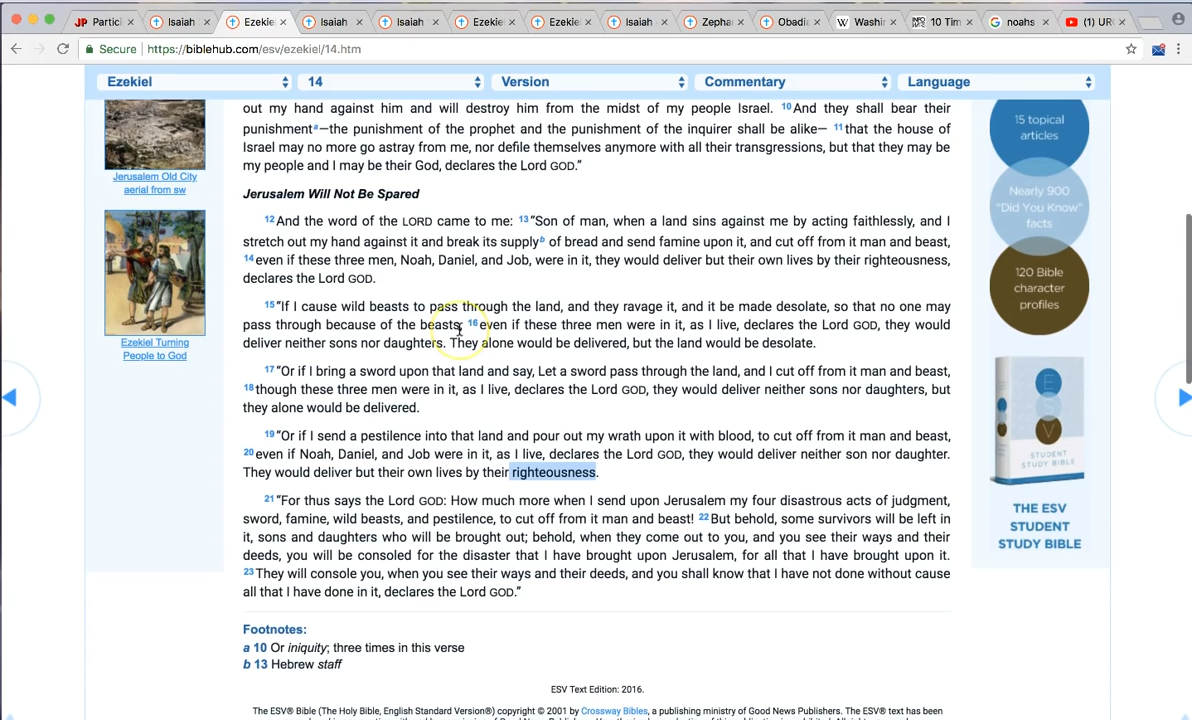 JP Partici × Isaiah × Ezekie × Isaiah × Isaiah × Ezekie × Ezekie × Isaiah × Zepha × Obadi × W Washi × 10 Tim × G noahs × (1) UR ×
Secure | https://biblehub.com/esv/ezekiel/14.htm
Ezekiel 14 Version Commentary Language
out my hand against him and will destroy him from the midst of my people Israel. 10And they shall bear their
punishmenta—the punishment of the prophet and the punishment of the inquirer shall be alike— 11that the house of
Israel may no more go astray from me, nor defile themselves anymore with all their transgressions, but that they may be
my people and I may be their God, declares the Lord GOD.”
Jerusalem Will Not Be Spared
12And the word of the LORD came to me: 13“Son of man, when a land sins against me by acting faithlessly, and I
stretch out my hand against it and break its supplyb of bread and send famine upon it, and cut off from it man and beast,
14even if these three men, Noah, Daniel, and Job, were in it, they would deliver but their own lives by their righteousness,
declares the Lord GOD.
15“If I cause wild beasts to pass through the land, and they ravage it, and it be made desolate, so that no one may
pass through because of the beasts, 16even if these three men were in it, as I live, declares the Lord GOD, they would
deliver neither sons nor daughters. They alone would be delivered, but the land would be desolate.
17“Or if I bring a sword upon that land and say, Let a sword pass through the land, and I cut off from it man and beast,
18though these three men were in it, as I live, declares the Lord GOD, they would deliver neither sons nor daughters, but
they alone would be delivered.
19“Or if I send a pestilence into that land and pour out my wrath upon it with blood, to cut off from it man and beast,
20even if Noah, Daniel, and Job were in it, as I live, declares the Lord GOD, they would deliver neither son nor daughter.
They would deliver but their own lives by their righteousness.
21“For thus says the Lord GOD: How much more when I send upon Jerusalem my four disastrous acts of judgment,
sword, famine, wild beasts, and pestilence, to cut off from it man and beast! 22But behold, some survivors will be left in
it, sons and daughters who will be brought out; behold, when they come out to you, and you see their ways and their
deeds, you will be consoled for the disaster that I have brought upon Jerusalem, for all that I have brought upon it.
23They will console you, when you see their ways and their deeds, and you shall know that I have not done without cause
all that I have done in it, declares the Lord GOD.”
Footnotes:
a 10 Or iniquity; three times in this verse
b 13 Hebrew staff
ESV Text Edition: 2016.
The ESV® Bible (The Holy Bible, English Standard Version®) copyright © 2001 by Crossway Bibles, a publishing ministry of Good News Publishers. The ESV® text has been
Jerusalem Old City
aerial from sw
Ezekiel Turning
People to God
15 topical
articles
Nearly 900
"Did You Know"
facts
120 Bible
character
profiles
E
S
V
STUDENT
STUDY BIBLE
THE ESV
STUDENT
STUDY BIBLE